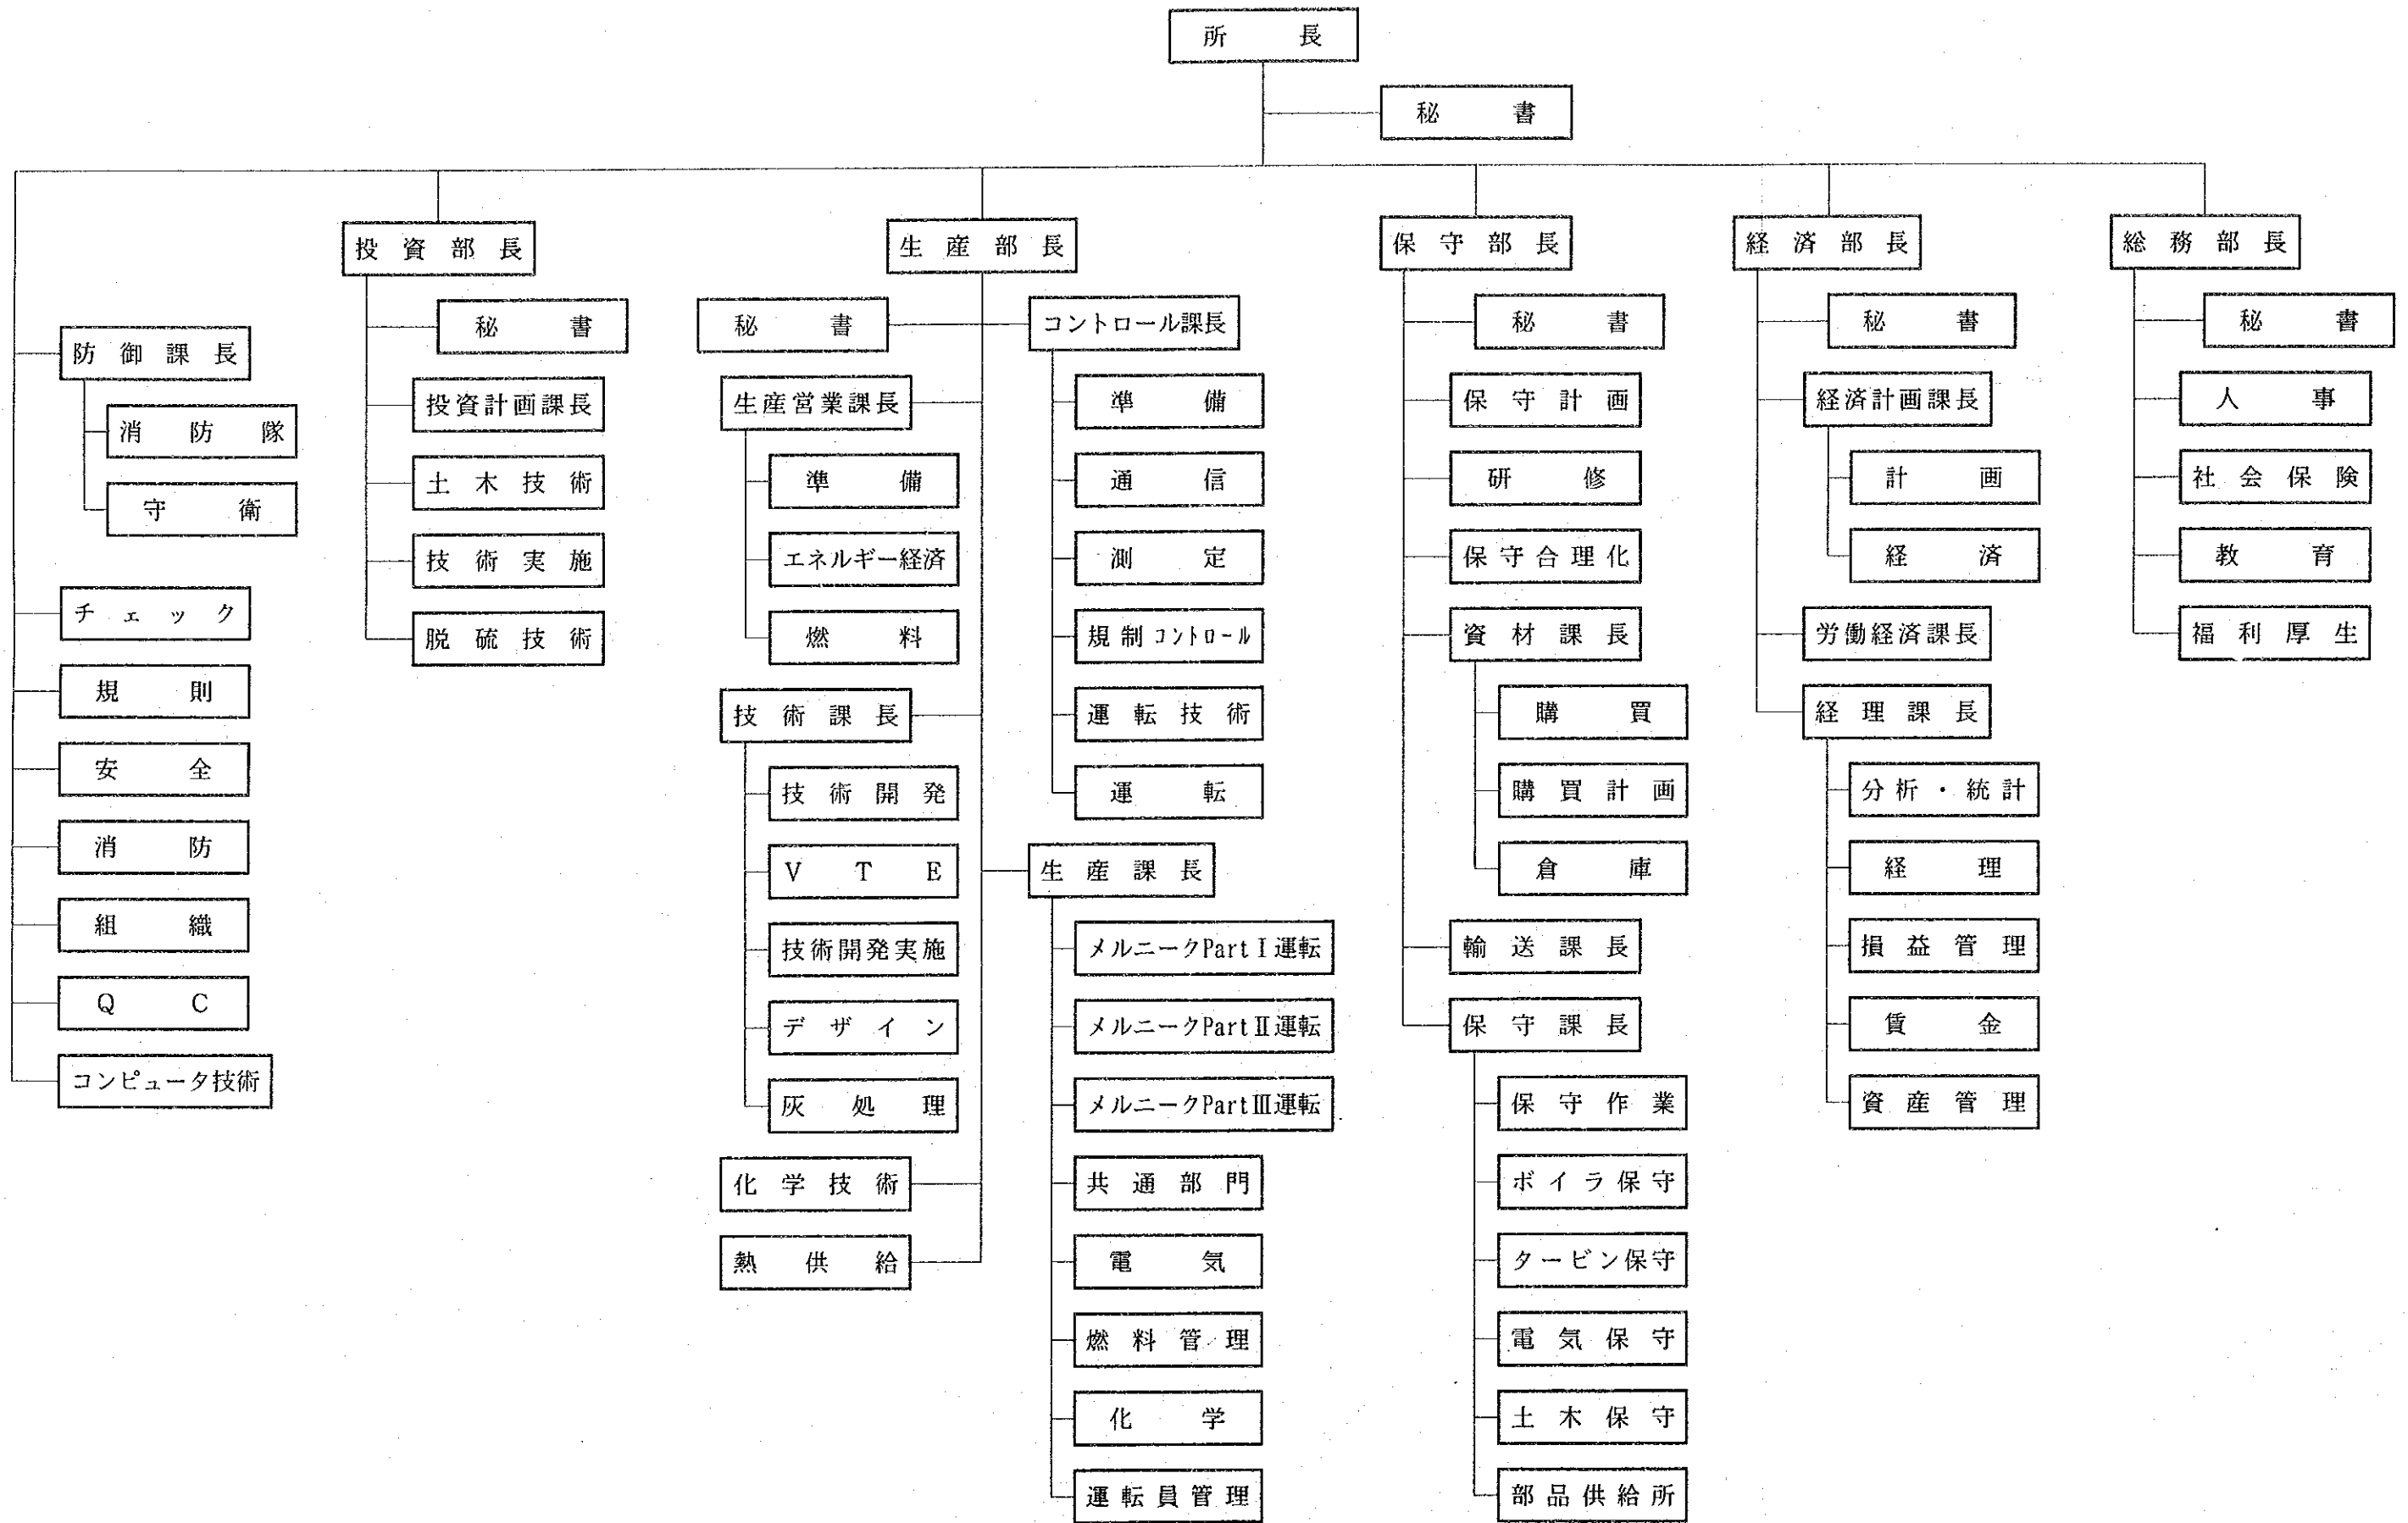 所長
秘書
防御課長
消防隊
守衛
チェック
規則
安全
消防
組織
QC
コンピュータ技術
投資部長
秘書
投資計画課長
土木技術
技術実施
脱硫技術
生産部長
秘書
生産営業課長
準備
エネルギー経済
燃料
技術課長
技術開発
VTE
技術開発実施
デザイン
灰処理
化学技術
熱供給
コントロール課長
準備
通信
測定
規制コントロール
運転技術
運転
生産課長
メルニークPartⅠ運転
メルニークPartⅡ運転
メルニークPartⅢ運転
共通部門
電気
燃料管理
化学
運転員管理
保守部長
秘書
保守計画
研修
保守合理化
資材課長
購買
購買計画
倉庫
輸送課長
保守課長
保守作業
ボイラ保守
タービン保守
電気保守
土木保守
部品供給所
経済部長
秘書
経済計画課長
計画
経済
労働経済課長
経理課長
分析・統計
経理
損益管理
賃金
資産管理
総務部長
秘書
人事
社会保険
教育
福利厚生